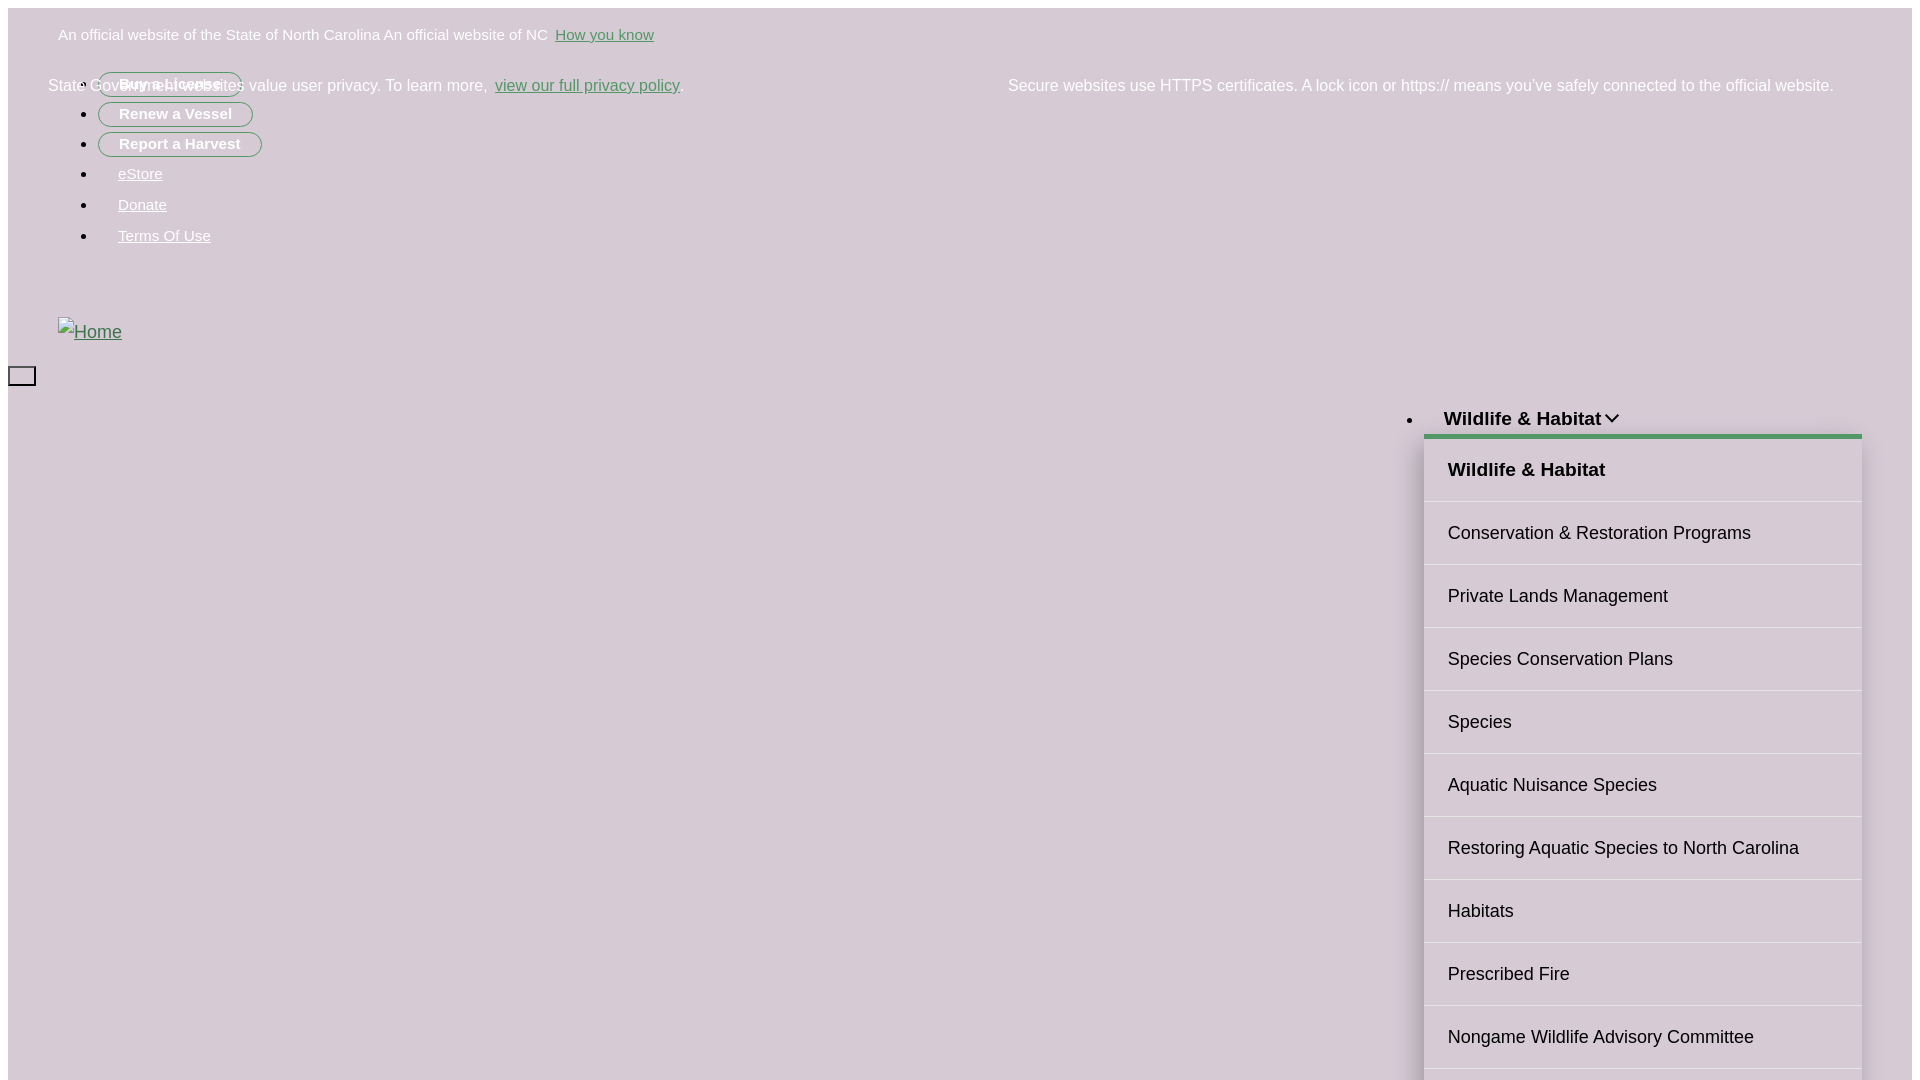 An official website of the State of North Carolina An official website of NC How you know
State Government websites value user privacy. To learn more, view our full privacy policy.
Secure websites use HTTPS certificates. A lock icon or https:// means you’ve safely connected to the official website.
Buy a License
Renew a Vessel
Report a Harvest
eStore
Donate
Terms Of Use
Home
Wildlife & Habitat
Wildlife & Habitat
Conservation & Restoration Programs
Private Lands Management
Species Conservation Plans
Species
Aquatic Nuisance Species
Restoring Aquatic Species to North Carolina
Habitats
Prescribed Fire
Nongame Wildlife Advisory Committee